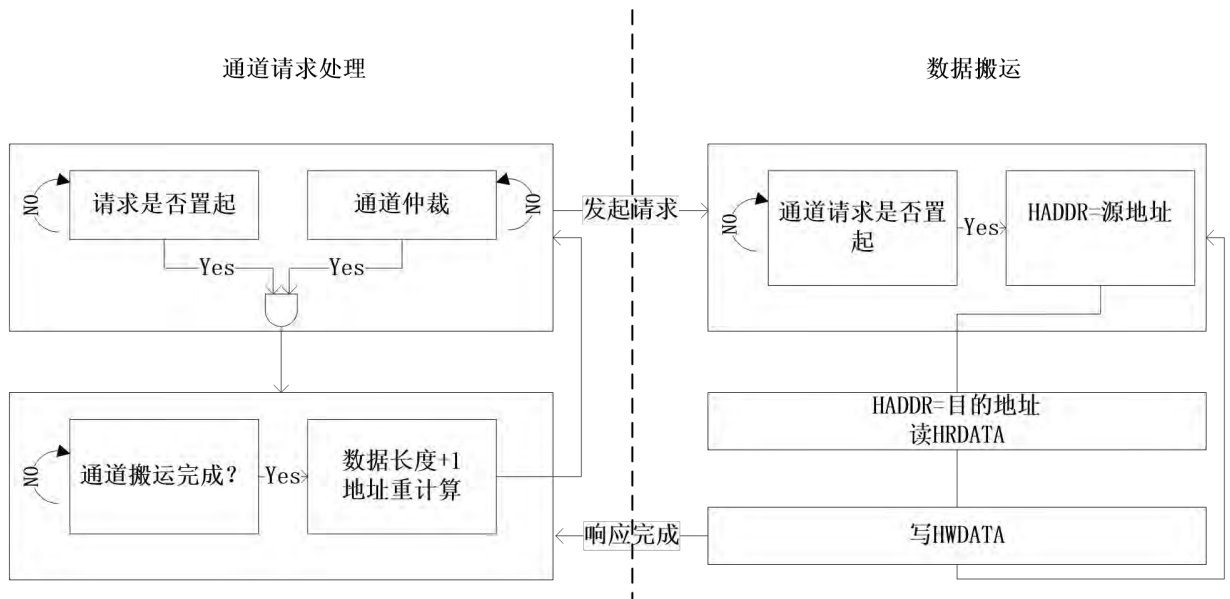 通道请求处理
数据搬运
NO
请求是否置起
通道仲裁
NO
Yes
Yes
发起请求
NO
通道请求是否置
起
Yes
HADDR=源地址
NO
通道搬运完成?
Yes
数据长度+1
地址重计算
HADDR=目的地址
读HRDATA
响应完成
写HWDATA